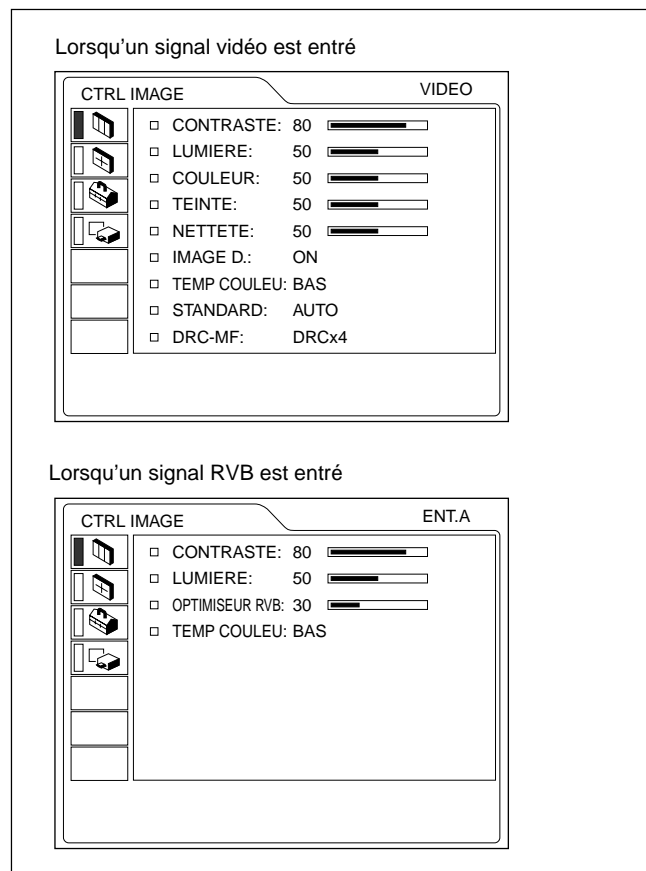 Lorsqu'un signal vidéo est entré
CTRL IMAGE VIDEO
CONTRASTE: 80
LUMIERE: 50
COULEUR: 50
TEINTE: 50
NETTETE: 50
IMAGE D.: ON
TEMP COULEU: BAS
STANDARD: AUTO
DRC-MF: DRCx4
Lorsqu'un signal RVB est entré
CTRL IMAGE ENT.A
CONTRASTE: 80
LUMIERE: 50
OPTIMISEUR RVB: 30
TEMP COULEU: BAS